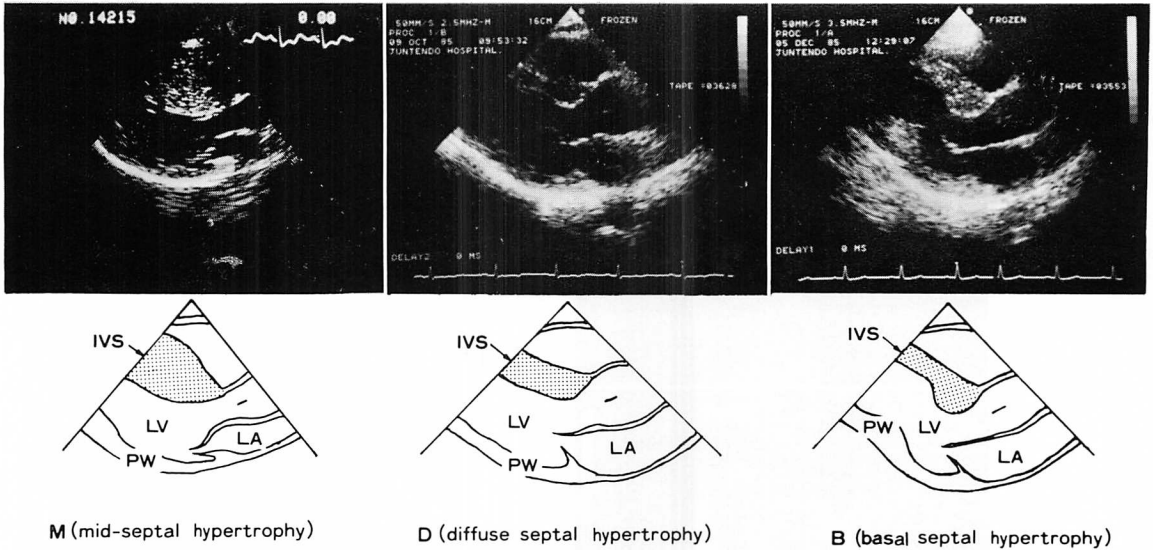 NO.14215 0.00
50MM/S 2.5MHZ-M 16CM FROZEN
PROC 1/B
09 OCT 85 09:53:32
JUNTENDO HOSPITAL.
TAPE =03628
DELAY2 0 MS
50MM/S 3.5MHZ-M 16CM FROZEN
PROC 1/A
05 DEC 85 12:29:07
JUNTENDO HOSPITAL.
TAPE =03553
DELAY1 0 MS
IVS
LV
LA
PW
M (mid-septal hypertrophy)
IVS
LV
LA
PW
D (diffuse septal hypertrophy)
IVS
LV
LA
PW
B (basal septal hypertrophy)